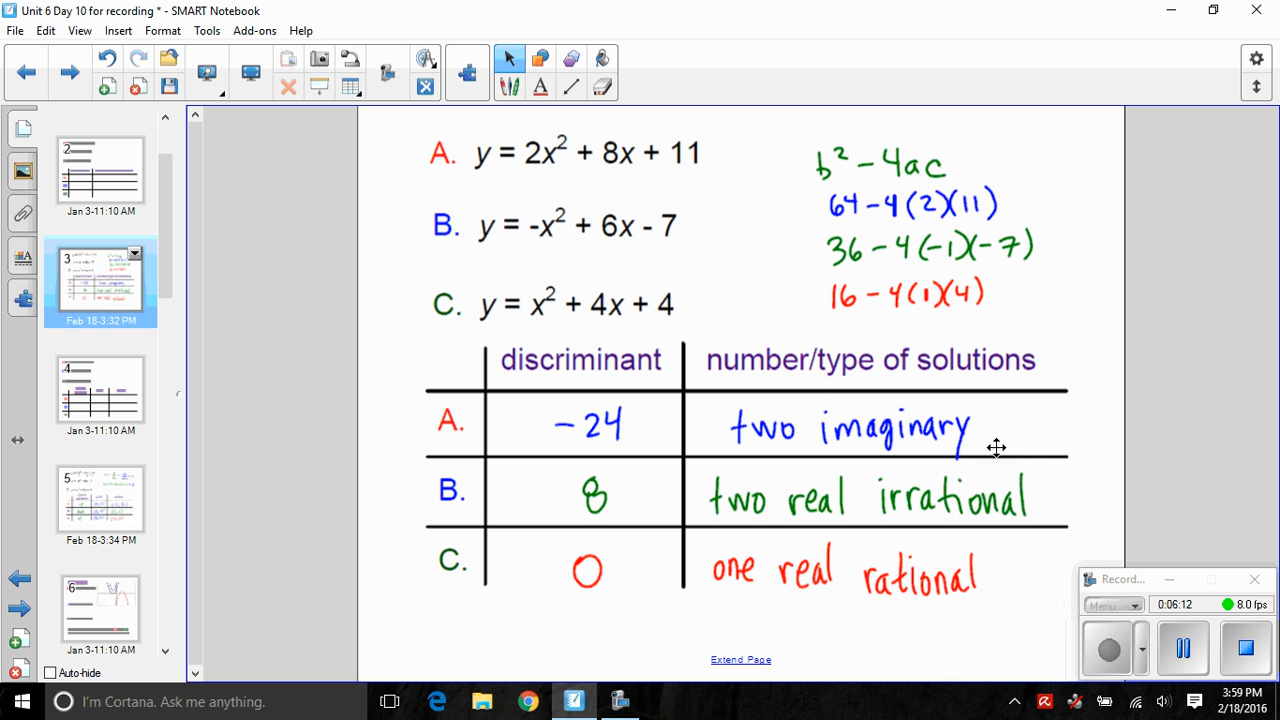 Unit 6 Day 10 for recording * - SMART Notebook
File Edit View Insert Format Tools Add-ons Help
2
Jan 3-11:10 AM
3
Feb 18-3:32 PM
4
Jan 3-11:10 AM
5
Feb 18-3:34 PM
6
Jan 3-11:10 AM
Auto-hide
A. y = 2x² + 8x + 11
B. y = -x² + 6x - 7
C. y = x² + 4x + 4
b² - 4ac
64 - 4(2)(11)
36 - 4(-1)(-7)
16 - 4(1)(4)
discriminant number/type of solutions
A. -24 two imaginary
B. 8 two real irrational
C. 0 one real rational
Extend Page
Record...
Menu 0:06:12 8.0 fps
I'm Cortana. Ask me anything.
3:59 PM
2/18/2016